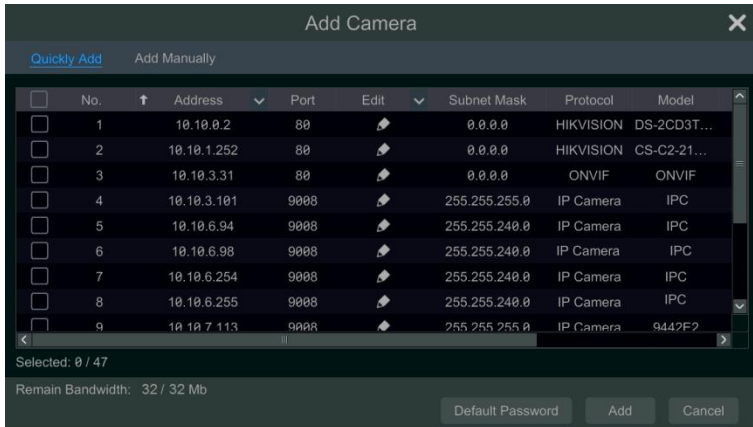 Add Camera
Quickly Add Add Manually
No. Address Port Edit Subnet Mask Protocol Model
1 10.10.0.2 80 0.0.0.0 HIKVISION DS-2CD3T...
2 10.10.1.252 80 0.0.0.0 HIKVISION CS-C2-21...
3 10.10.3.31 80 0.0.0.0 ONVIF ONVIF
4 10.10.3.101 9008 255.255.255.0 IP Camera IPC
5 10.10.6.94 9008 255.255.240.0 IP Camera IPC
6 10.10.6.98 9008 255.255.240.0 IP Camera IPC
7 10.10.6.254 9008 255.255.240.0 IP Camera IPC
8 10.10.6.255 9008 255.255.240.0 IP Camera IPC
9 10.10.7.113 9008 255.255.255.0 IP Camera 9442E2
Selected: 0 / 47
Remain Bandwidth: 32 / 32 Mb
Default Password Add Cancel